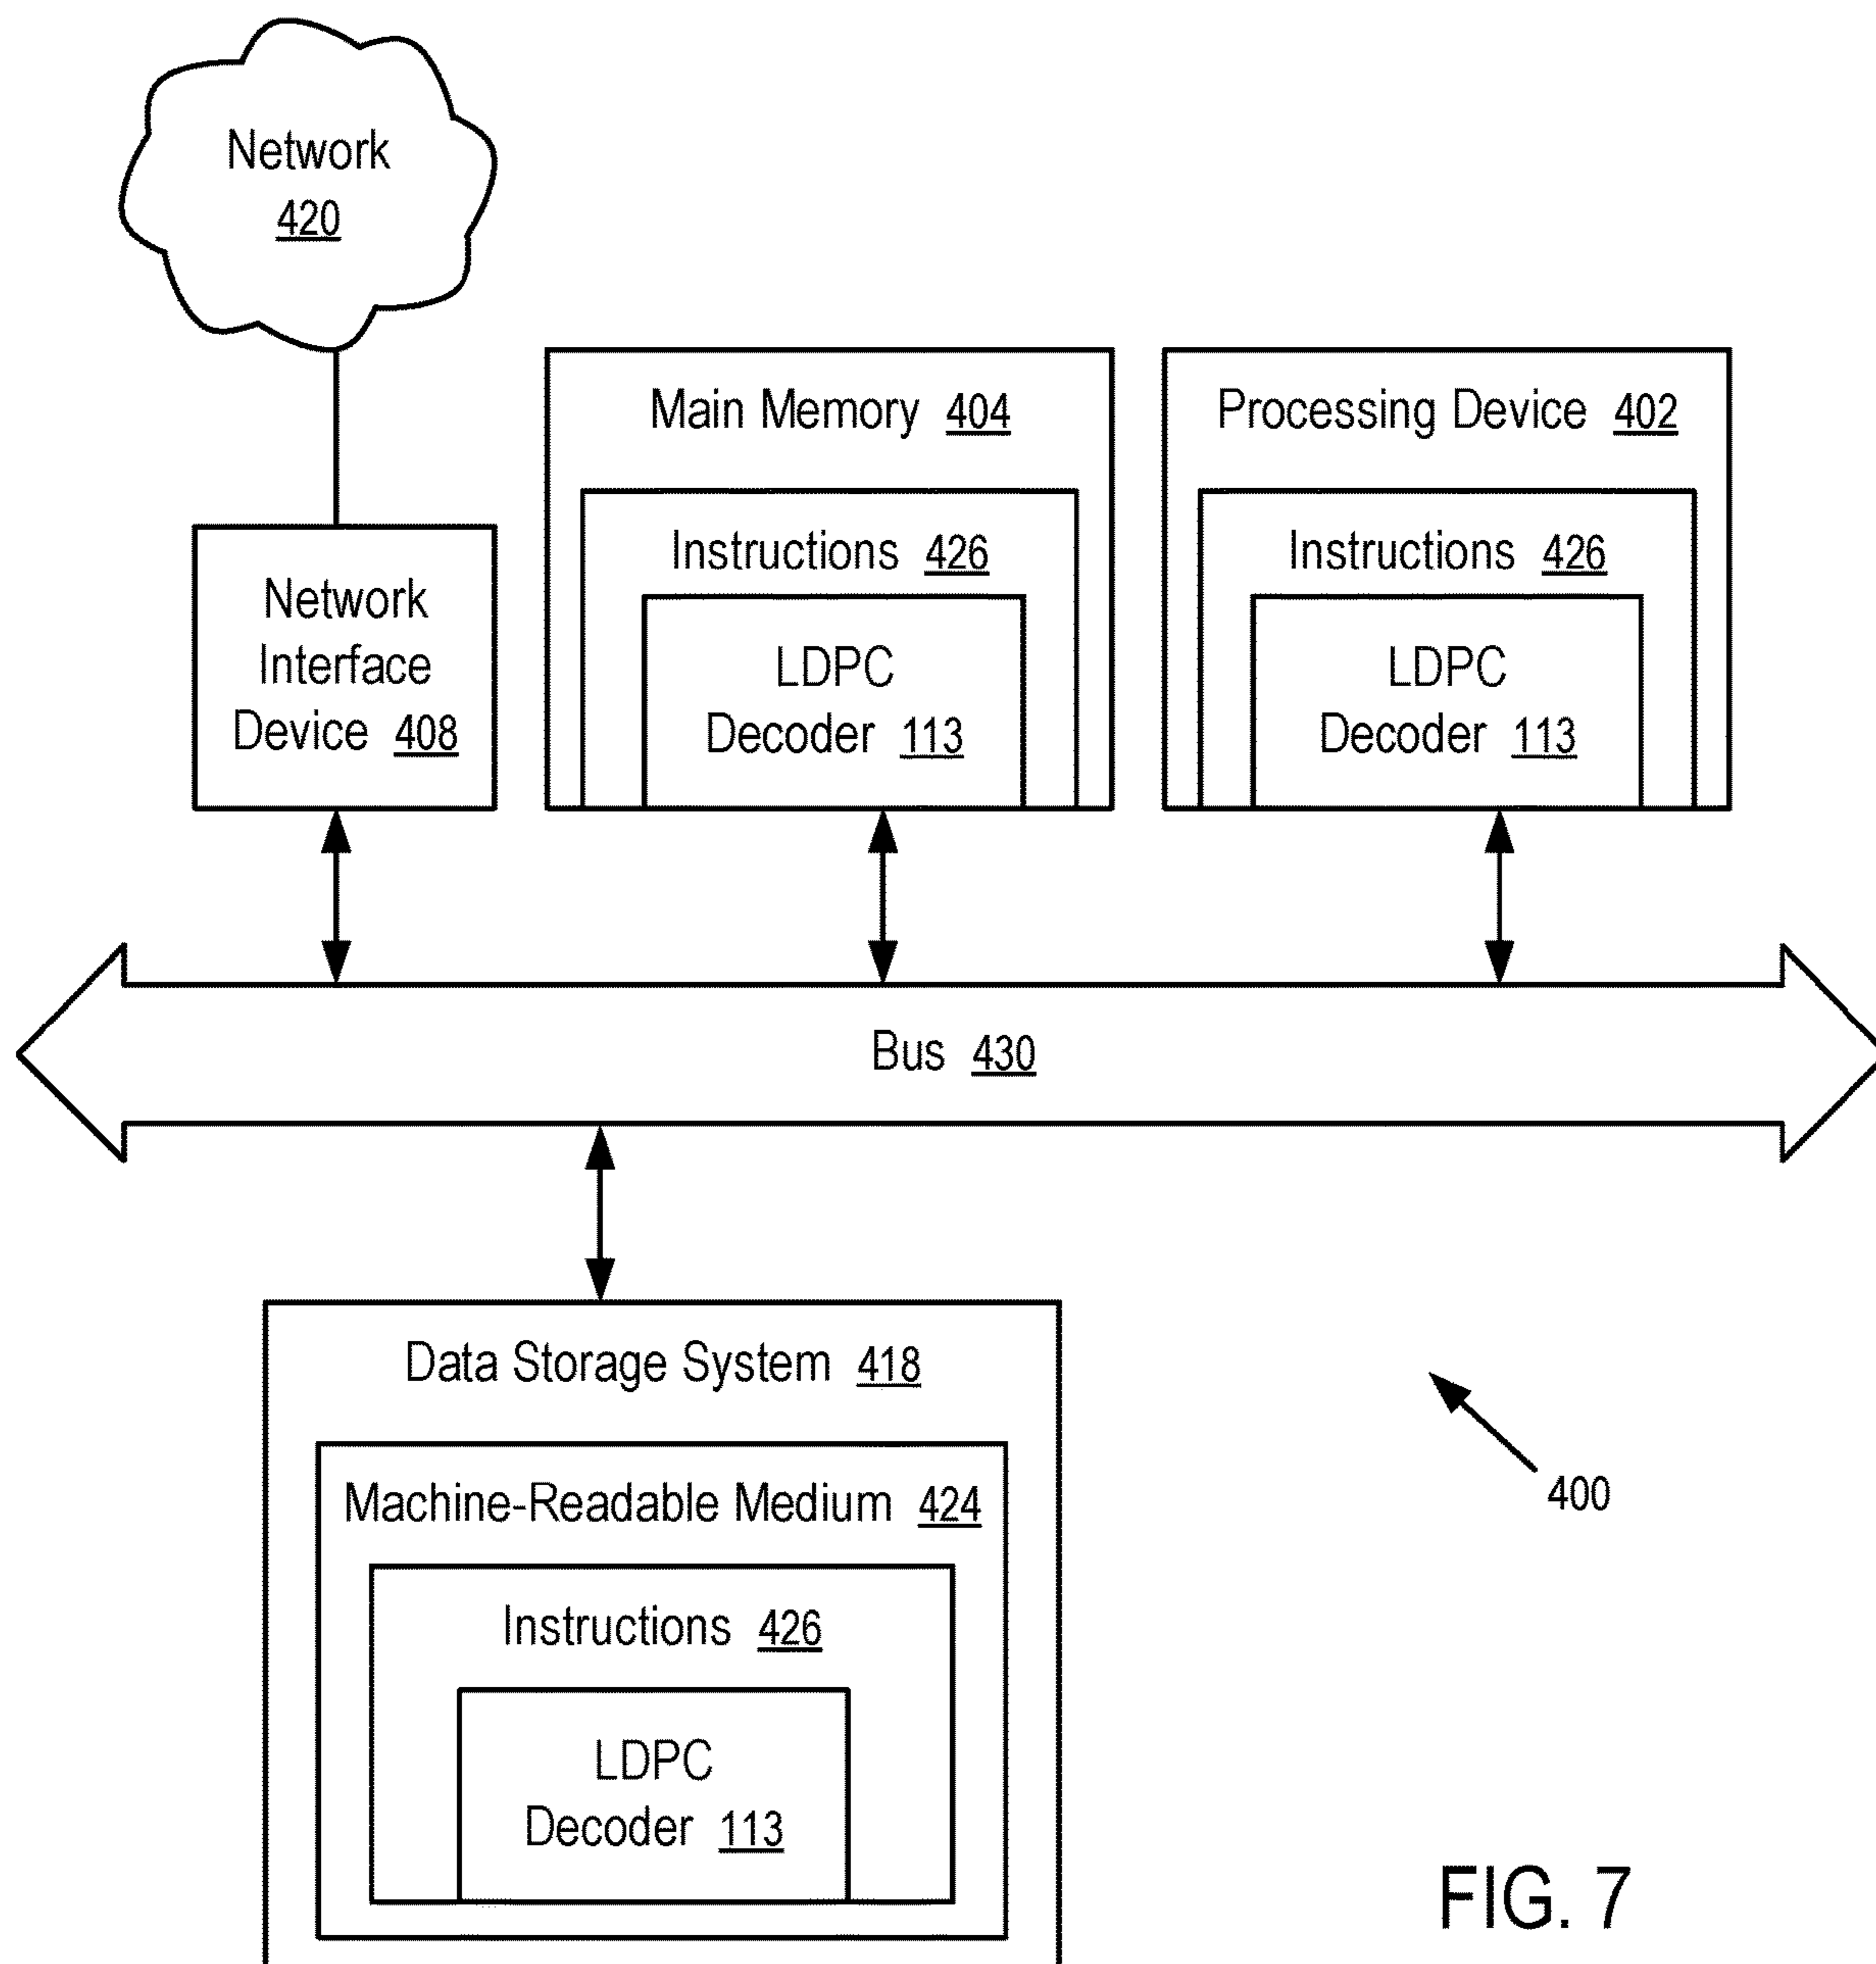 Network
420
Main Memory 404
Instructions 426
LDPC
Decoder 113
Processing Device 402
Instructions 426
LDPC
Decoder 113
Network
Interface
Device 408
Bus 430
Data Storage System 418
Machine-Readable Medium 424
Instructions 426
LDPC
Decoder 113
400
FIG. 7